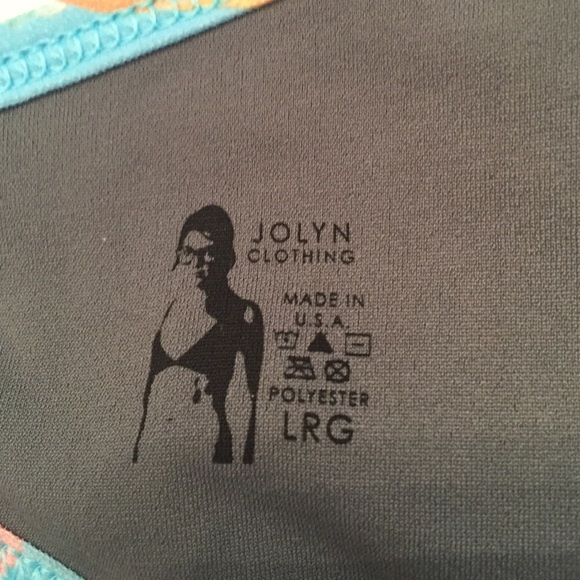 JOLYN
CLOTHING
MADE IN
U.S.A.
POLYESTER
LRG